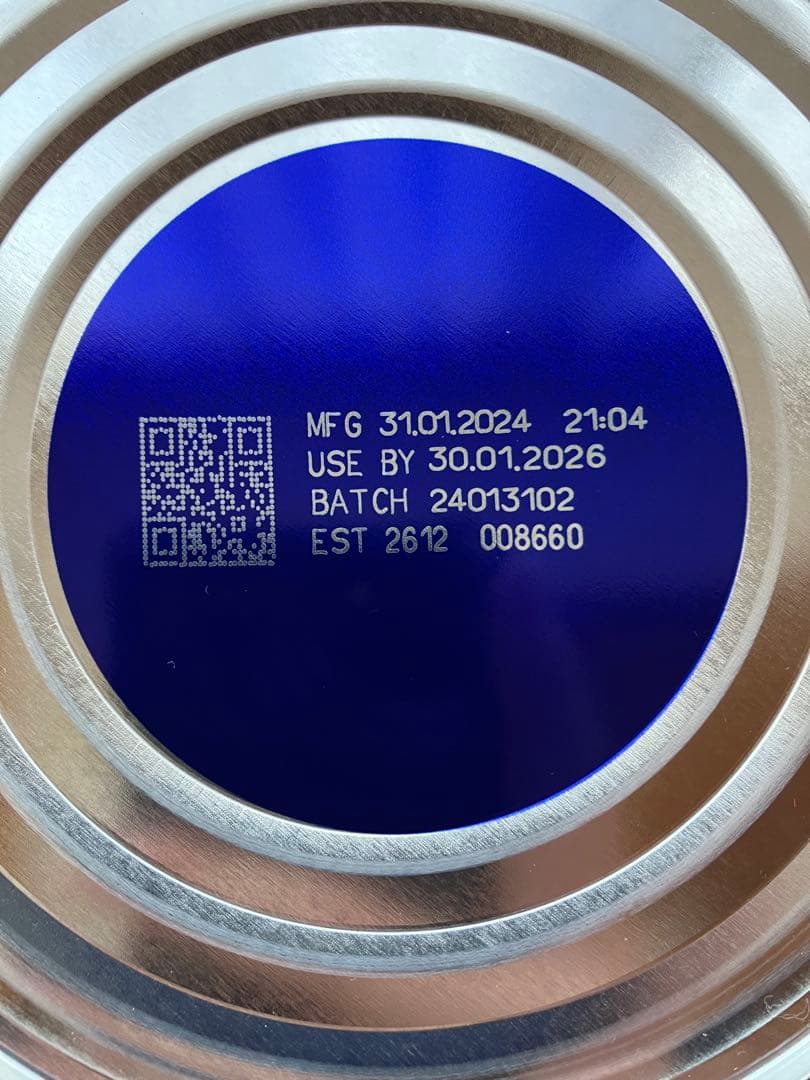 MFG 31.01.2024 21:04
USE BY 30.01.2026
BATCH 24013102
EST 2612 008660